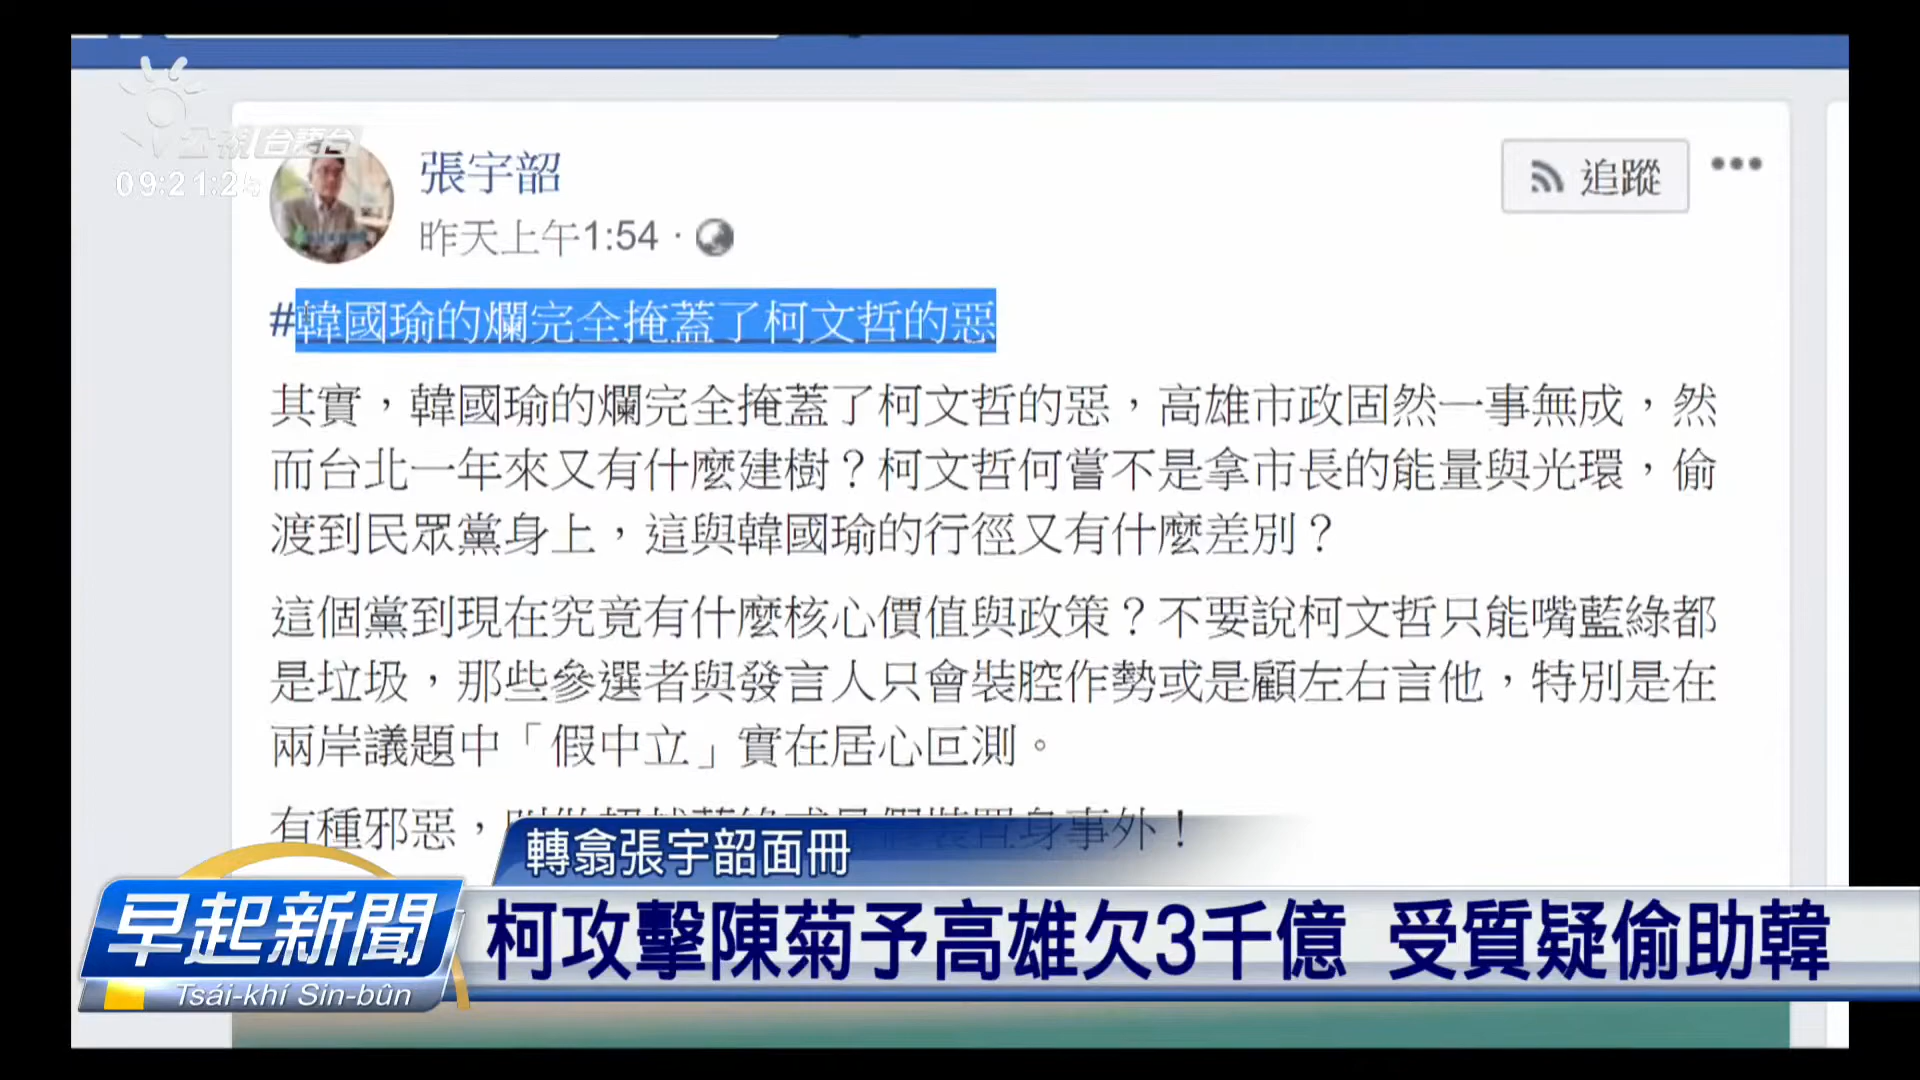 公視台語台
09:21:25
張宇韶
昨天上午1:54
追蹤
#韓國瑜的爛完全掩蓋了柯文哲的惡
其實，韓國瑜的爛完全掩蓋了柯文哲的惡，高雄市政固然一事無成，然
而台北一年來又有什麼建樹？柯文哲何嘗不是拿市長的能量與光環，偷
渡到民眾黨身上，這與韓國瑜的行徑又有什麼差別？
這個黨到現在究竟有什麼核心價值與政策？不要說柯文哲只能嘴藍綠都
是垃圾，那些參選者與發言人只會裝腔作勢或是顧左右言他，特別是在
兩岸議題中「假中立」實在居心叵測。
有種邪惡，身事外！
轉翕張宇韶面冊
早起新聞
Tsái-khí Sin-bûn
柯攻擊陳菊予高雄欠3千億 受質疑偷助韓